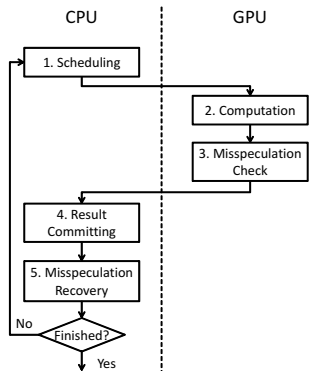 CPU
GPU
1. Scheduling
2. Computation
3. Misspeculation
Check
4. Result
Committing
5. Misspeculation
Recovery
No
Finished?
Yes